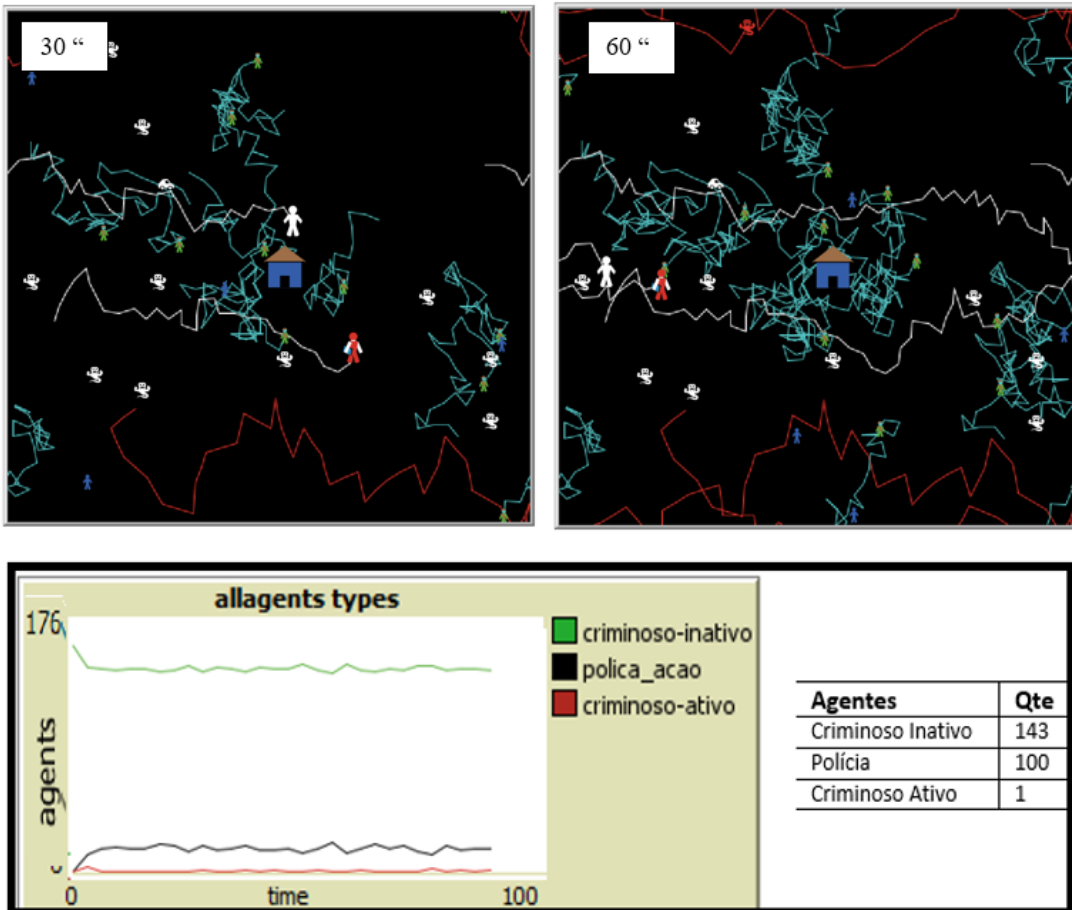 30 “
60 “
allagents types
176
agents
0
time
100
criminoso-inativo
polica_acao
criminoso-ativo
Agentes Qte
Criminoso Inativo 143
Polícia 100
Criminoso Ativo 1